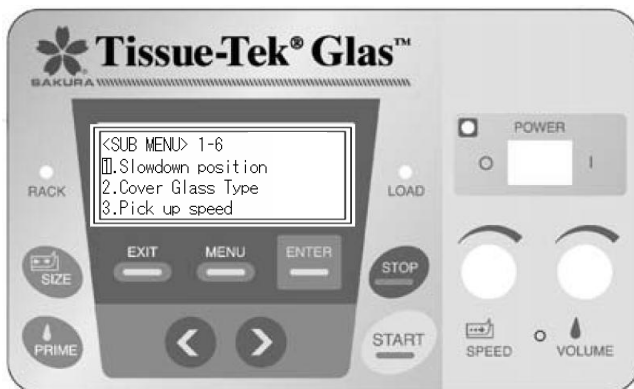 Tissue-Tek® Glas™
SAKURA
<SUB MENU> 1-6
1.Slowdown position
2.Cover Glass Type
3.Pick up speed
RACK
LOAD
EXIT
MENU
ENTER
SIZE
STOP
PRIME
START
POWER
O
I
SPEED
VOLUME